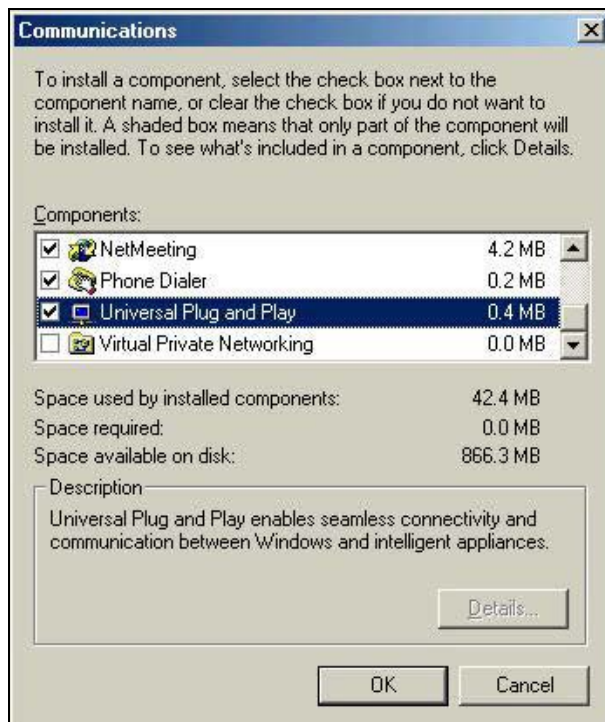 Communications
To install a component, select the check box next to the
component name, or clear the check box if you do not want to
install it. A shaded box means that only part of the component will
be installed. To see what's included in a component, click Details.
Components:
NetMeeting 4.2 MB
Phone Dialer 0.2 MB
Universal Plug and Play 0.4 MB
Virtual Private Networking 0.0 MB
Space used by installed components: 42.4 MB
Space required: 0.0 MB
Space available on disk: 866.3 MB
Description
Universal Plug and Play enables seamless connectivity and
communication between Windows and intelligent appliances.
Details...
OK Cancel